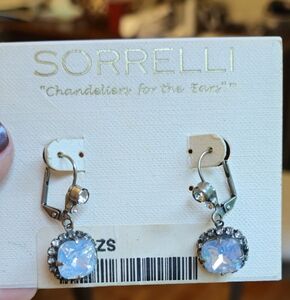 SORRELLI
"Chandeliers for the Ears"™
ZS